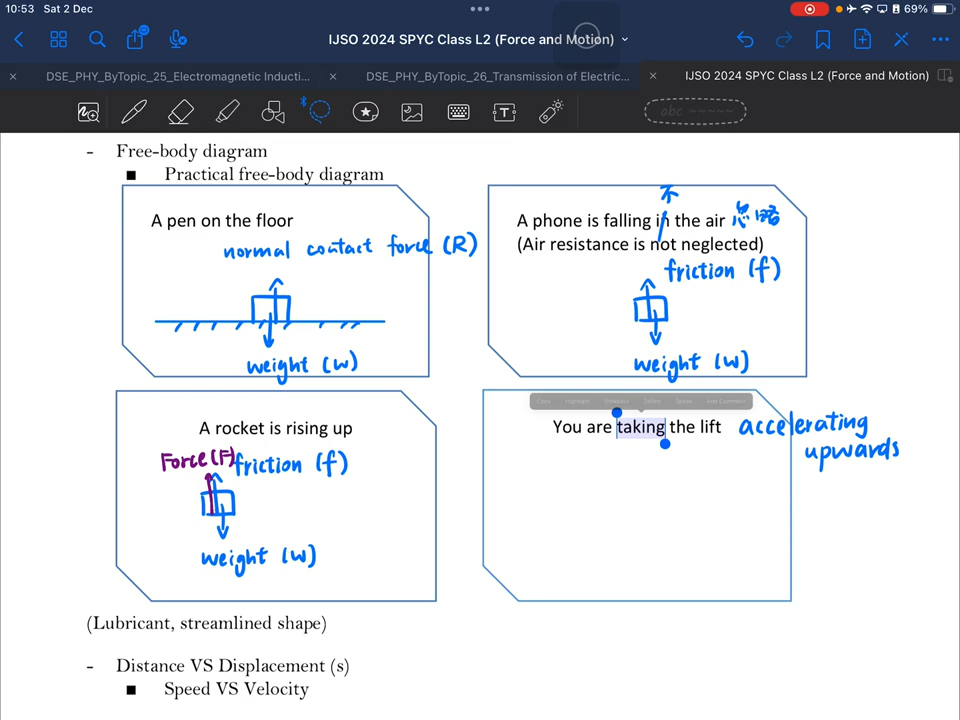 10:53 Sat 2 Dec
69%
IJSO 2024 SPYC Class L2 (Force and Motion)
DSE_PHY_ByTopic_25_Electromagnetic Inducti...
DSE_PHY_ByTopic_26_Transmission of Electric...
IJSO 2024 SPYC Class L2 (Force and Motion)
abc
- Free-body diagram
■ Practical free-body diagram
A pen on the floor
normal contact force (R)
weight (W)
不
A phone is falling in the air
(Air resistance is not neglected)
friction (f)
weight (W)
A rocket is rising up
Force (F)
friction (f)
weight (W)
You are taking the lift
accelerating
upwards
(Lubricant, streamlined shape)
- Distance VS Displacement (s)
■ Speed VS Velocity